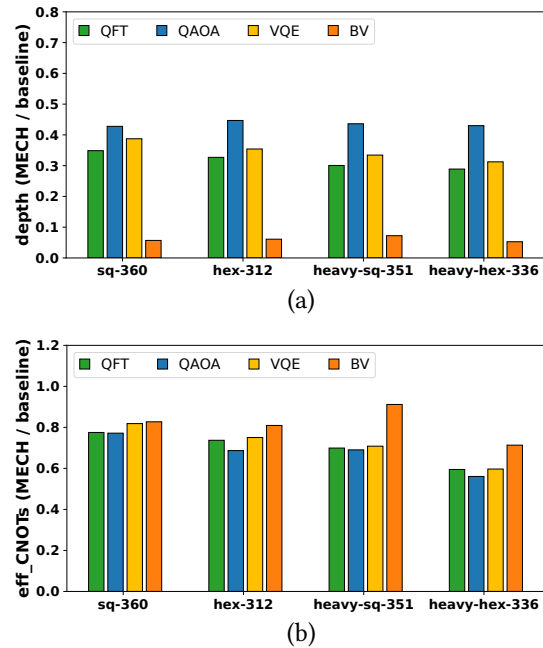 depth (MECH / baseline)
0.8
0.7
0.6
0.5
0.4
0.3
0.2
0.1
0.0
QFT QAOA VQE BV
sq-360 hex-312 heavy-sq-351 heavy-hex-336
(a)
eff_CNOTs (MECH / baseline)
1.2
1.0
0.8
0.6
0.4
0.2
0.0
QFT QAOA VQE BV
sq-360 hex-312 heavy-sq-351 heavy-hex-336
(b)